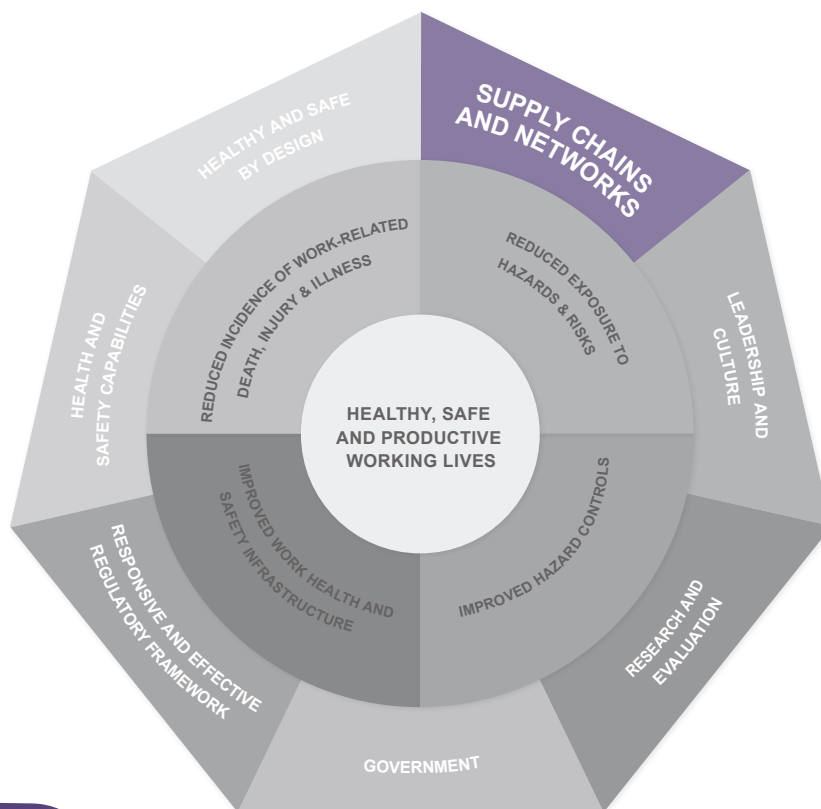 HEALTHY AND SAFE
BY DESIGN
SUPPLY CHAINS
AND NETWORKS
REDUCED INCIDENCE OF WORK-RELATED
DEATH, INJURY & ILLNESS
REDUCED EXPOSURE TO
HAZARDS & RISKS
HEALTH AND
SAFETY CAPABILITIES
LEADERSHIP AND
CULTURE
HEALTHY, SAFE
AND PRODUCTIVE
WORKING LIVES
IMPROVED WORK HEALTH AND
SAFETY INFRASTRUCTURE
IMPROVED HAZARD CONTROLS
RESPONSIVE AND EFFECTIVE
REGULATORY FRAMEWORK
RESEARCH AND
EVALUATION
GOVERNMENT